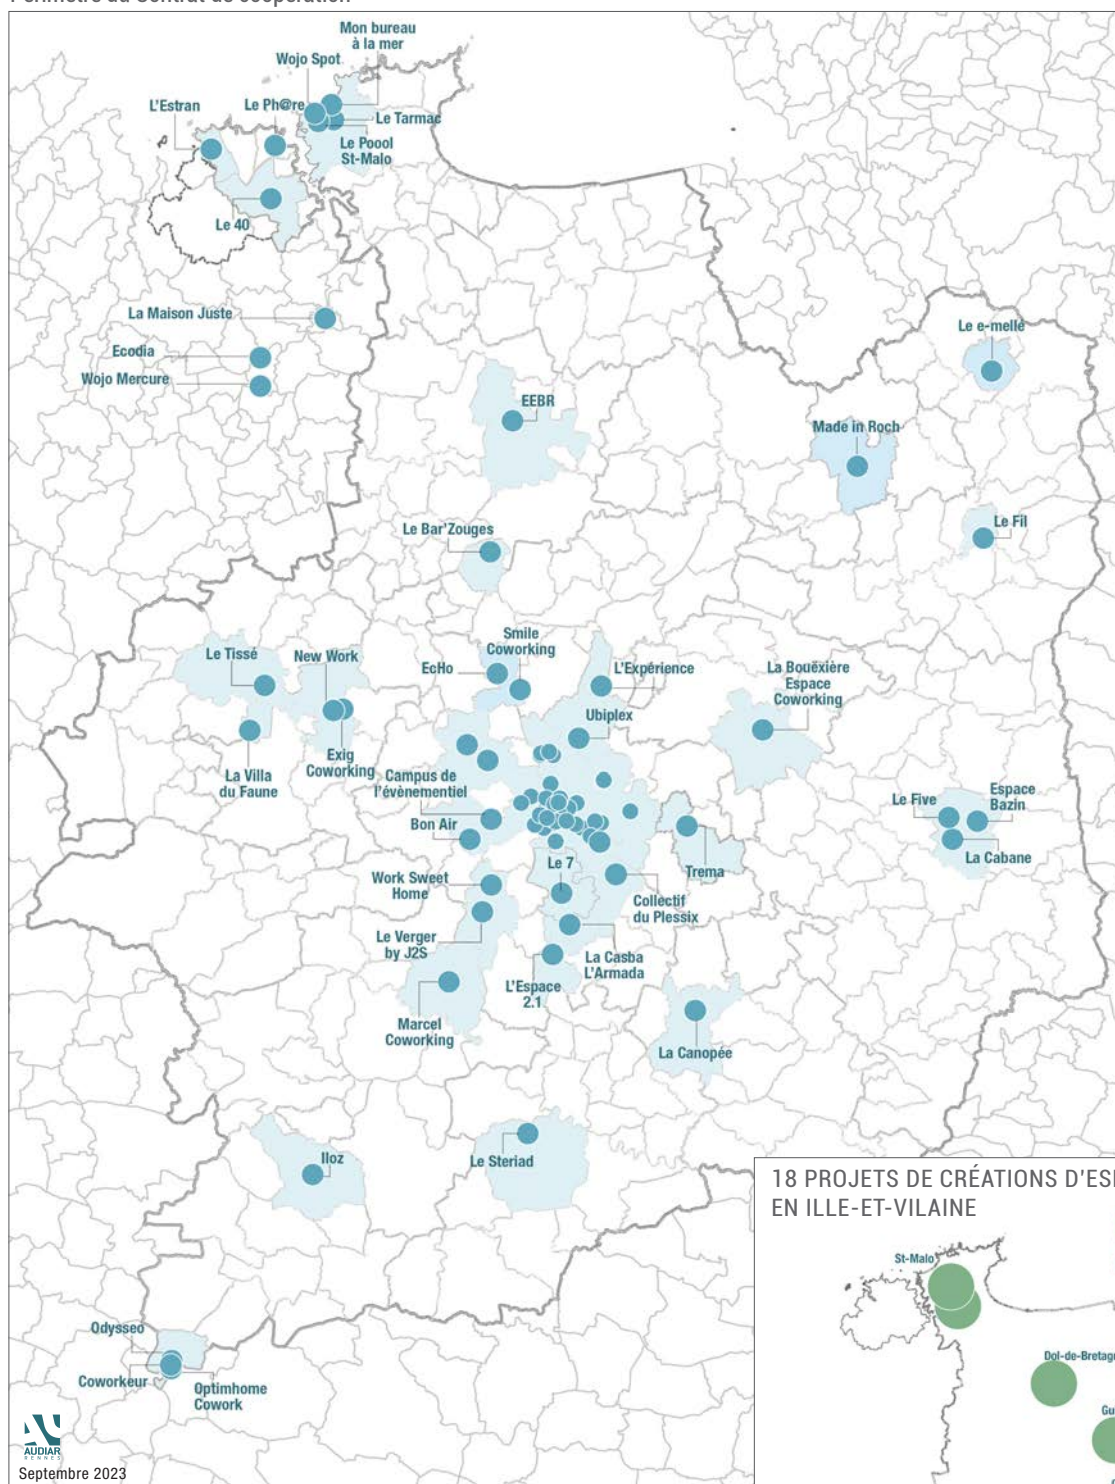 Périmètre du Contrat de coopération
Mon bureau
à la mer
Wojo Spot
L'Estran
Le Ph@re
Le Tarmac
Le Poool
St-Malo
Le 40
La Maison Juste
Ecodia
Wojo Mercure
Le e-mellé
EEBR
Made in Roch
Le Fil
Le Bar'Zouges
Smile
Coworking
EcHo
Le Tissé
New Work
L'Expérience
La Bouëxière
Espace
Coworking
Ubiplex
La Villa
du Faune
Exig
Coworking
Campus de
l'évènementiel
Bon Air
Le Five
Espace
Bazin
La Cabane
Le 7
Trema
Work Sweet
Home
Collectif
du Plessix
Le Verger
by J2S
La Casba
L'Armada
L'Espace
2.1
Marcel
Coworking
La Canopée
Iloz
Le Steriad
Odysseo
Coworkeur
Optimhome
Cowork
AUDIAR
RENNES
Septembre 2023
18 PROJETS DE CRÉATIONS D'ES
EN ILLE-ET-VILAINE
St-Malo
Dol-de-Bretag
Gu